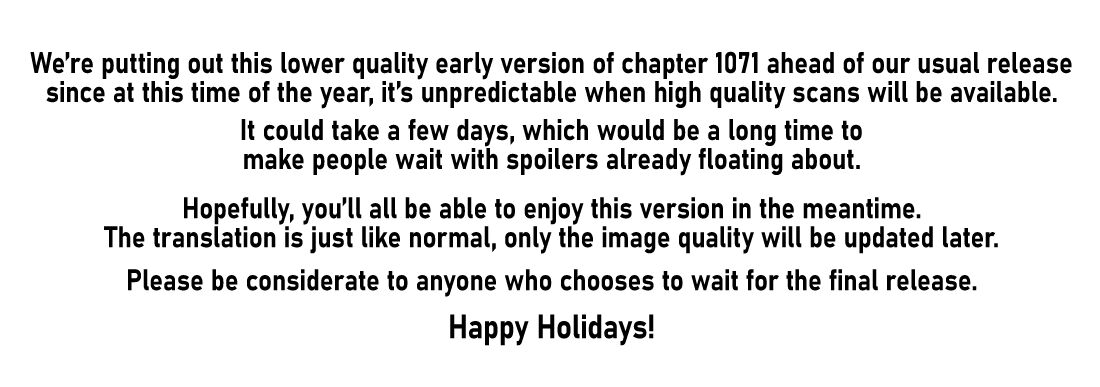 We're putting out this lower quality early version of chapter 1071 ahead of our usual release
since at this time of the year, it's unpredictable when high quality scans will be available.
It could take a few days, which would be a long time to
make people wait with spoilers already floating about.
Hopefully, you'll all be able to enjoy this version in the meantime.
The translation is just like normal, only the image quality will be updated later.
Please be considerate to anyone who chooses to wait for the final release.
Happy Holidays!